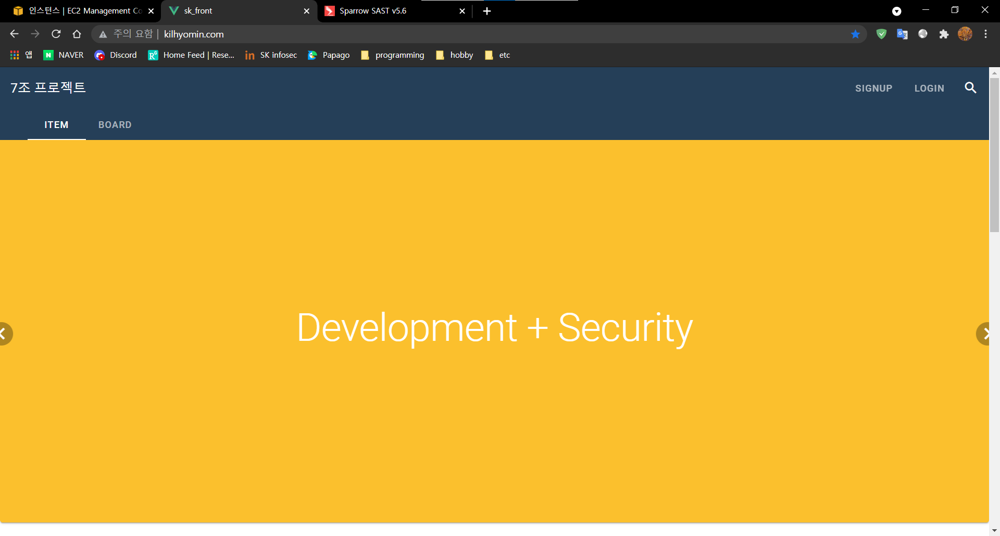 인스턴스 | EC2 Management Co
sk_front
Sparrow SAST v5.6
주의 요함 | kilhyomin.com
앱
NAVER
Discord
Home Feed | Rese...
SK infosec
Papago
programming
hobby
etc
7조 프로젝트
SIGNUP
LOGIN
ITEM
BOARD
Development + Security